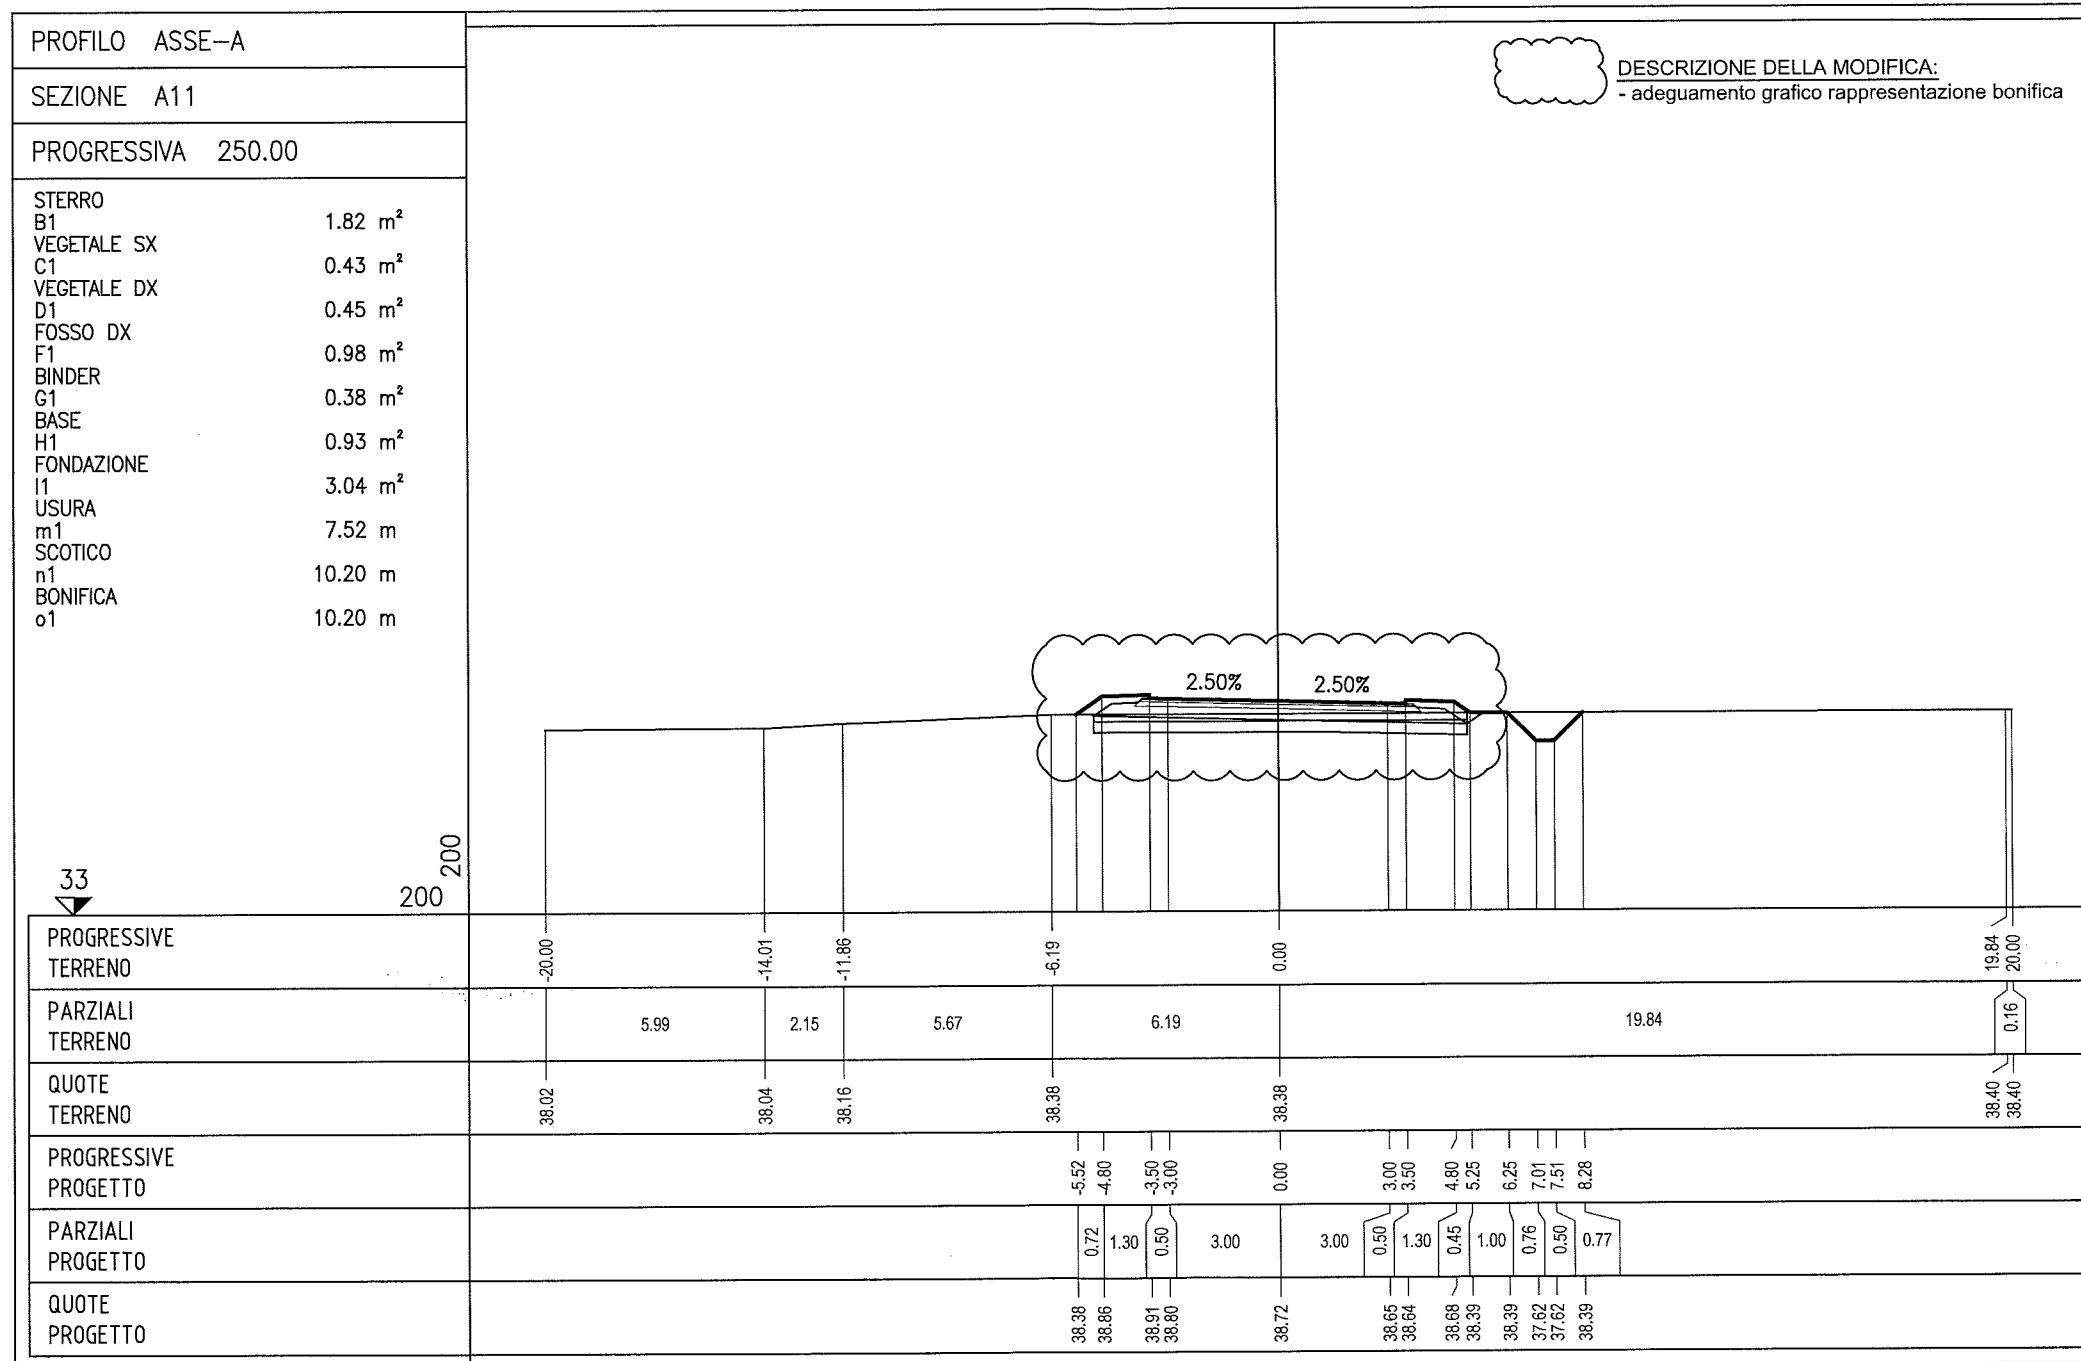 PROFILO ASSE-A
SEZIONE A11
PROGRESSIVA 250.00
DESCRIZIONE DELLA MODIFICA:
- adeguamento grafico rappresentazione bonifica
STERRO
B1 1.82 m²
VEGETALE SX
C1 0.43 m²
VEGETALE DX
D1 0.45 m²
FOSSO DX
F1 0.98 m²
BINDER
G1 0.38 m²
BASE
H1 0.93 m²
FONDAZIONE
I1 3.04 m²
USURA
m1 7.52 m
SCOTICO
n1 10.20 m
BONIFICA
o1 10.20 m
2.50% 2.50%
33
200
200
PROGRESSIVE
TERRENO
-20.00 -14.01 -11.86 -6.19 0.00 19.84 20.00
PARZIALI
TERRENO
5.99 2.15 5.67 6.19 19.84 0.16
QUOTE
TERRENO
38.02 38.04 38.16 38.38 38.38 38.40 38.40
PROGRESSIVE
PROGETTO
-5.52 -4.80 -3.50 -3.00 0.00 3.00 3.50 4.80 5.25 6.25 7.01 7.51 8.28
PARZIALI
PROGETTO
0.72 1.30 0.50 3.00 3.00 0.50 1.30 0.45 1.00 0.76 0.50 0.77
QUOTE
PROGETTO
38.38 38.86 38.91 38.80 38.72 38.65 38.64 38.68 38.39 38.39 37.62 37.62 38.39